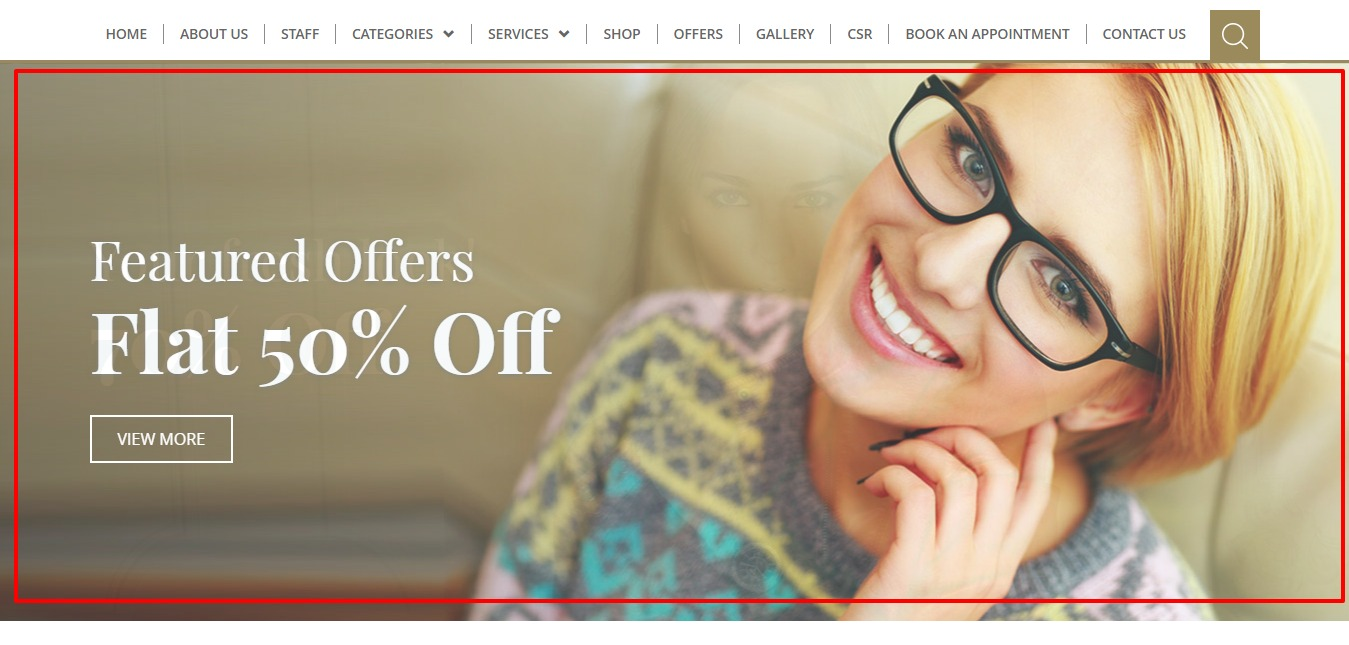 HOME ABOUT US STAFF CATEGORIES SERVICES SHOP OFFERS GALLERY CSR BOOK AN APPOINTMENT CONTACT US
Featured Offers
Flat 50% Off
VIEW MORE